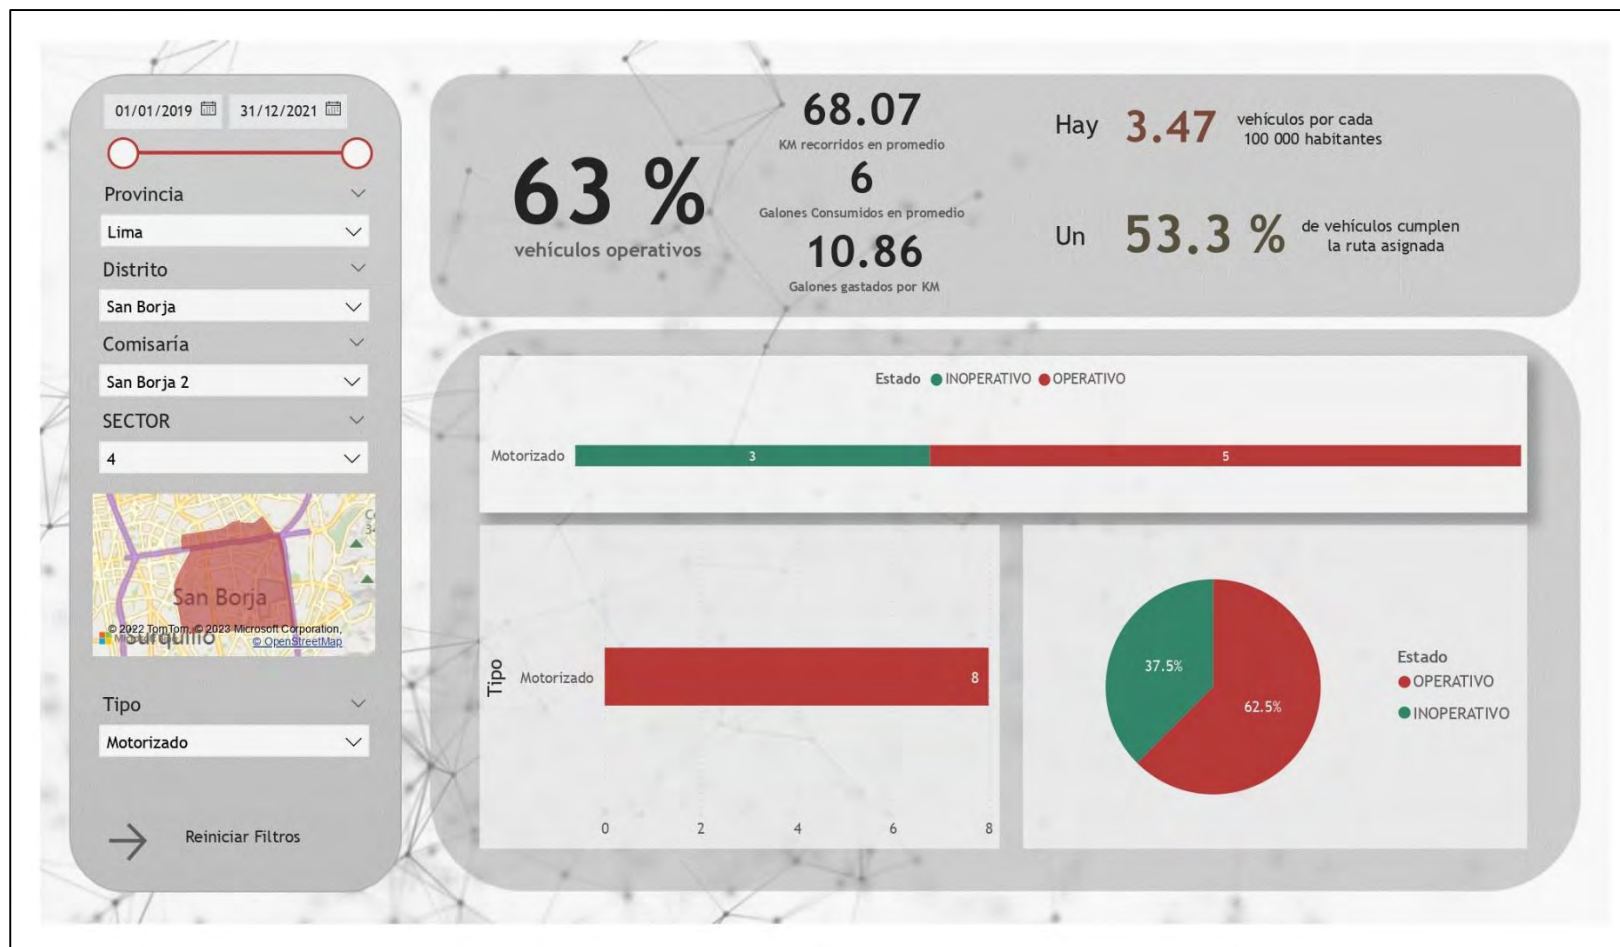 01/01/2019 31/12/2021
Provincia
Lima
Distrito
San Borja
Comisaría
San Borja 2
SECTOR
4
San Borja
Surquillo
© 2022 TomTom, © 2023 Microsoft Corporation,
© OpenStreetMap
Tipo
Motorizado
Reiniciar Filtros
63 %
vehículos operativos
68.07
KM recorridos en promedio
6
Galones Consumidos en promedio
10.86
Galones gastados por KM
Hay 3.47 vehículos por cada
100 000 habitantes
Un 53.3 % de vehículos cumplen
la ruta asignada
Estado INOPERATIVO OPERATIVO
Motorizado 3 5
Tipo
Motorizado 8
0 2 4 6 8
37.5%
62.5%
Estado
OPERATIVO
INOPERATIVO